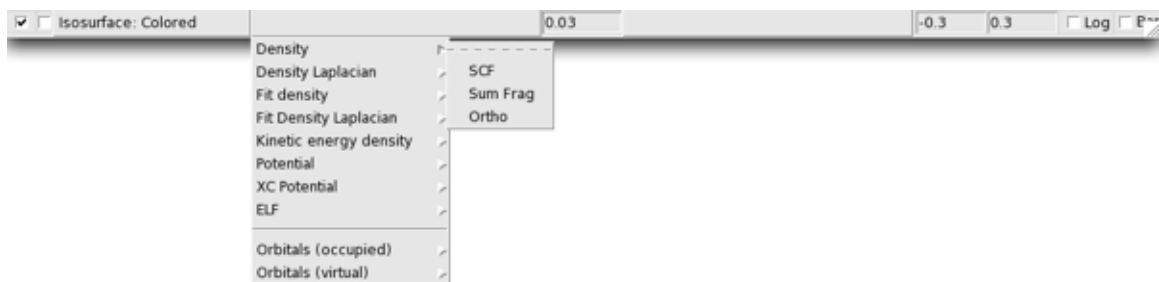 Isosurface: Colored 0.03 -0.3 0.3 Log
Density
Density Laplacian
Fit density
Fit Density Laplacian
Kinetic energy density
Potential
XC Potential
ELF
Orbitals (occupied)
Orbitals (virtual)
SCF
Sum Frag
Ortho